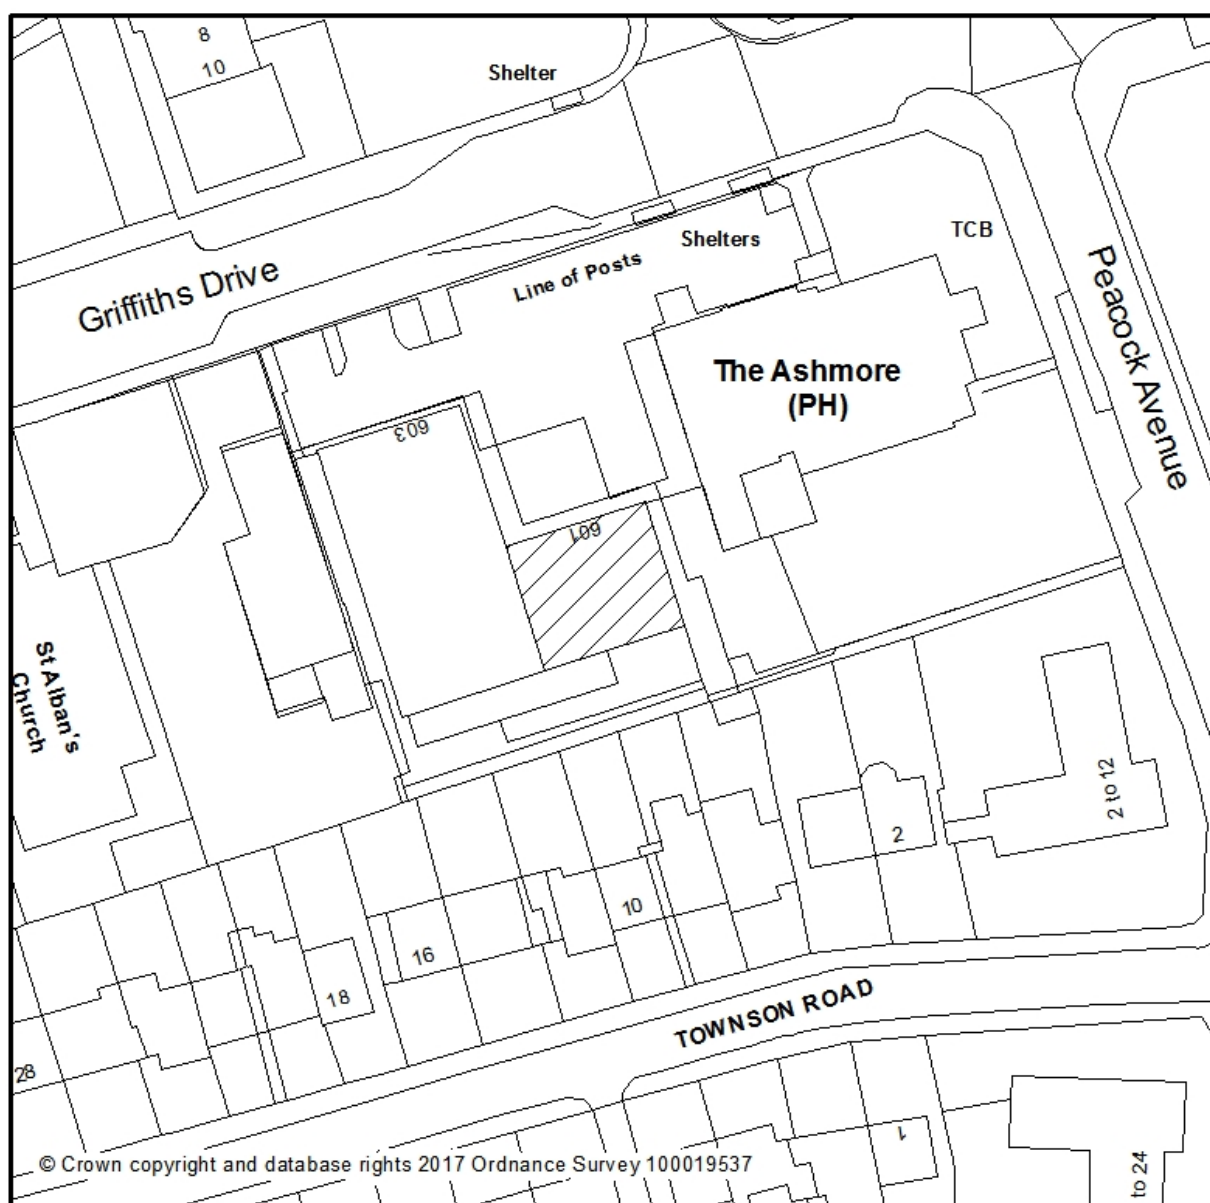 8
10
Shelter
TCB
Shelters
Line of Posts
Griffiths Drive
Peacock Avenue
The Ashmore
(PH)
603
601
St Alban's
Church
2 to 12
2
10
16
18
28
TOWNSON ROAD
1
to 24
© Crown copyright and database rights 2017 Ordnance Survey 100019537